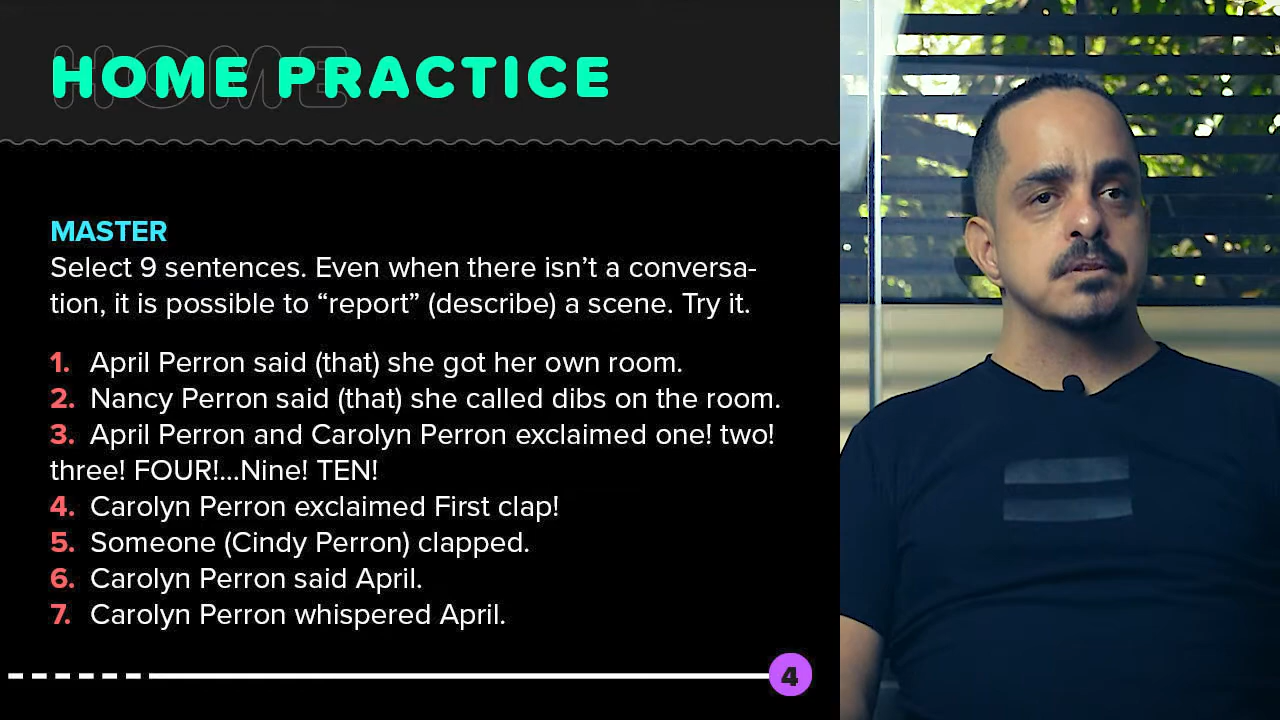 HOME PRACTICE
MASTER
Select 9 sentences. Even when there isn’t a conversa-
tion, it is possible to “report” (describe) a scene. Try it.
1. April Perron said (that) she got her own room.
2. Nancy Perron said (that) she called dibs on the room.
3. April Perron and Carolyn Perron exclaimed one! two!
three! FOUR!...Nine! TEN!
4. Carolyn Perron exclaimed First clap!
5. Someone (Cindy Perron) clapped.
6. Carolyn Perron said April.
7. Carolyn Perron whispered April.
4